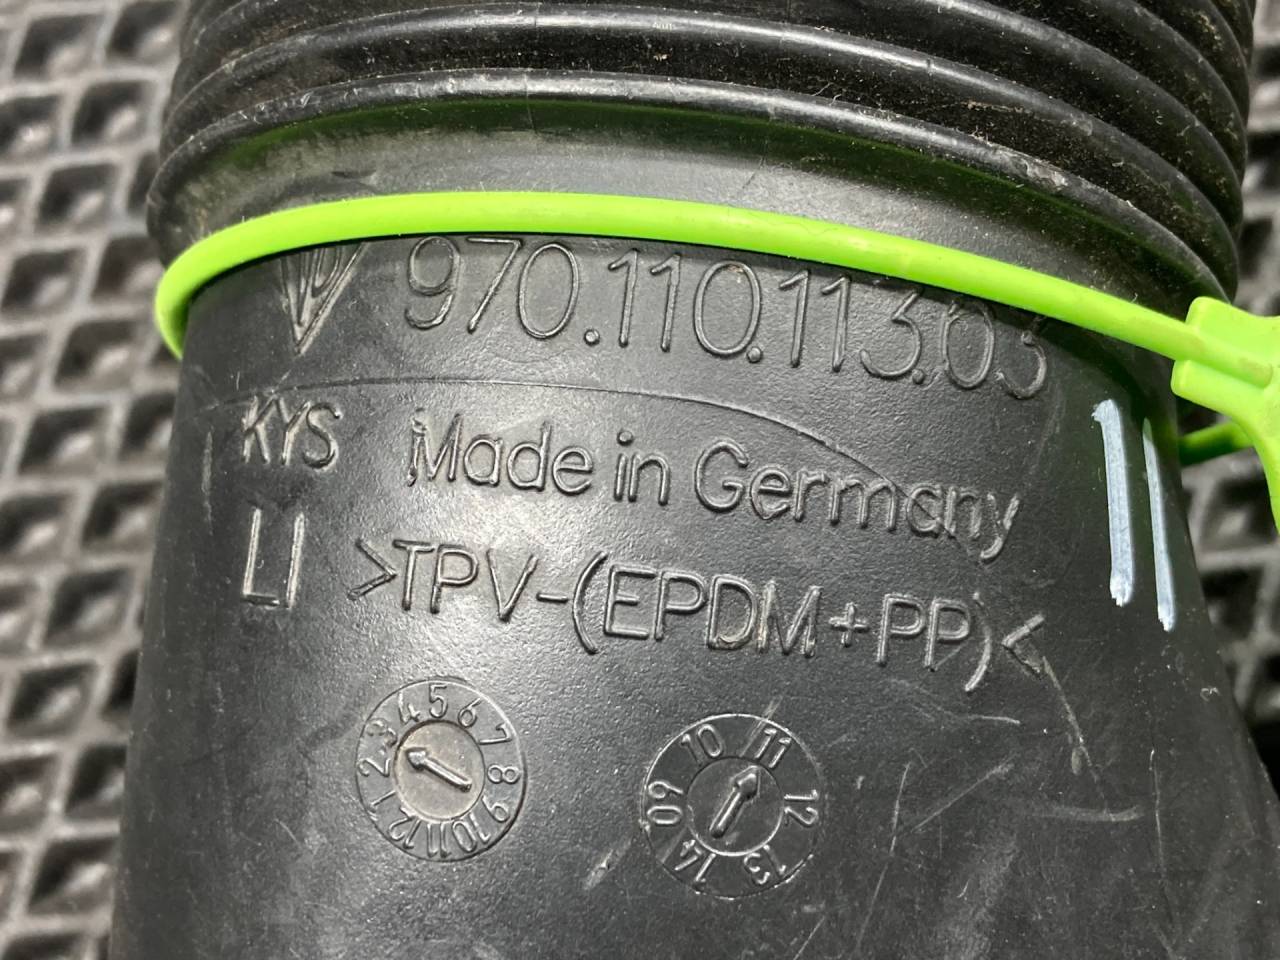 970.110.113.03
KYS Made in Germany
LI >TPV-(EPDM+PP)<
1 2 3 4 5 6 7 8 9 10 11 12
09 10 11 12 13 14